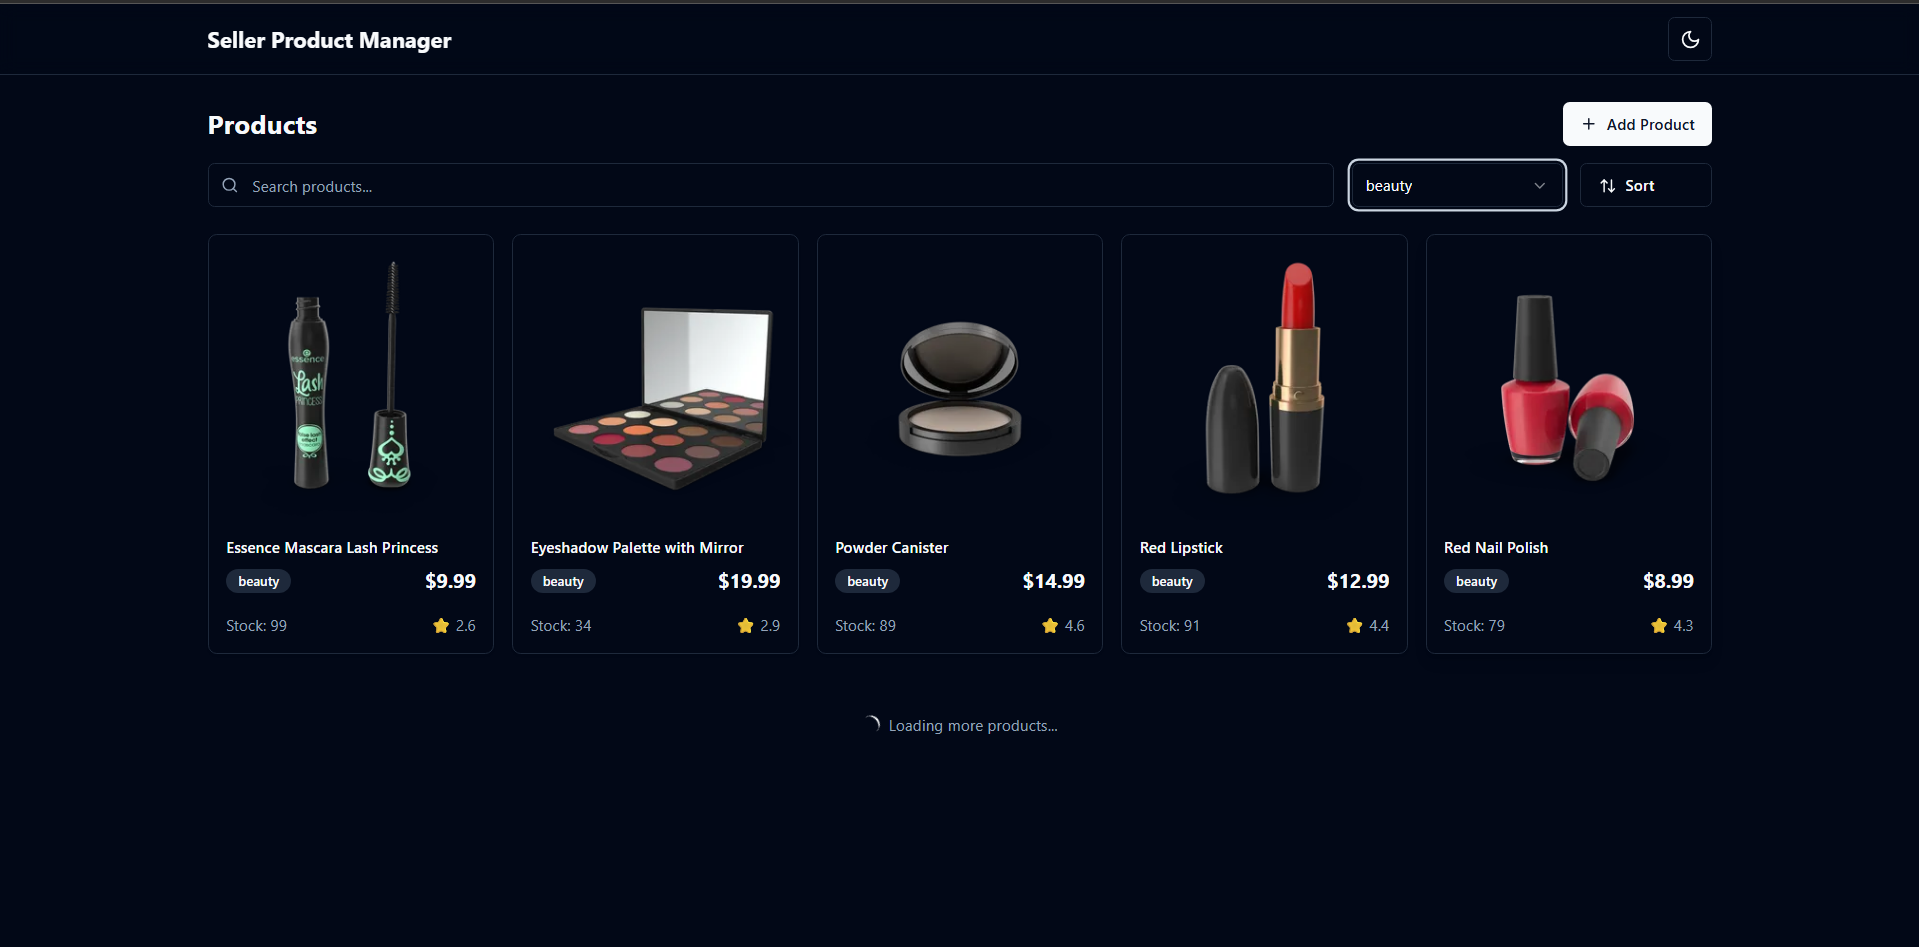 Seller Product Manager
Products
Add Product
Search products...
beauty
Sort
essence
Lash
PRINCESS
Essence Mascara Lash Princess
beauty $9.99
Stock: 99 2.6
Eyeshadow Palette with Mirror
beauty $19.99
Stock: 34 2.9
Powder Canister
beauty $14.99
Stock: 89 4.6
Red Lipstick
beauty $12.99
Stock: 91 4.4
Red Nail Polish
beauty $8.99
Stock: 79 4.3
Loading more products...